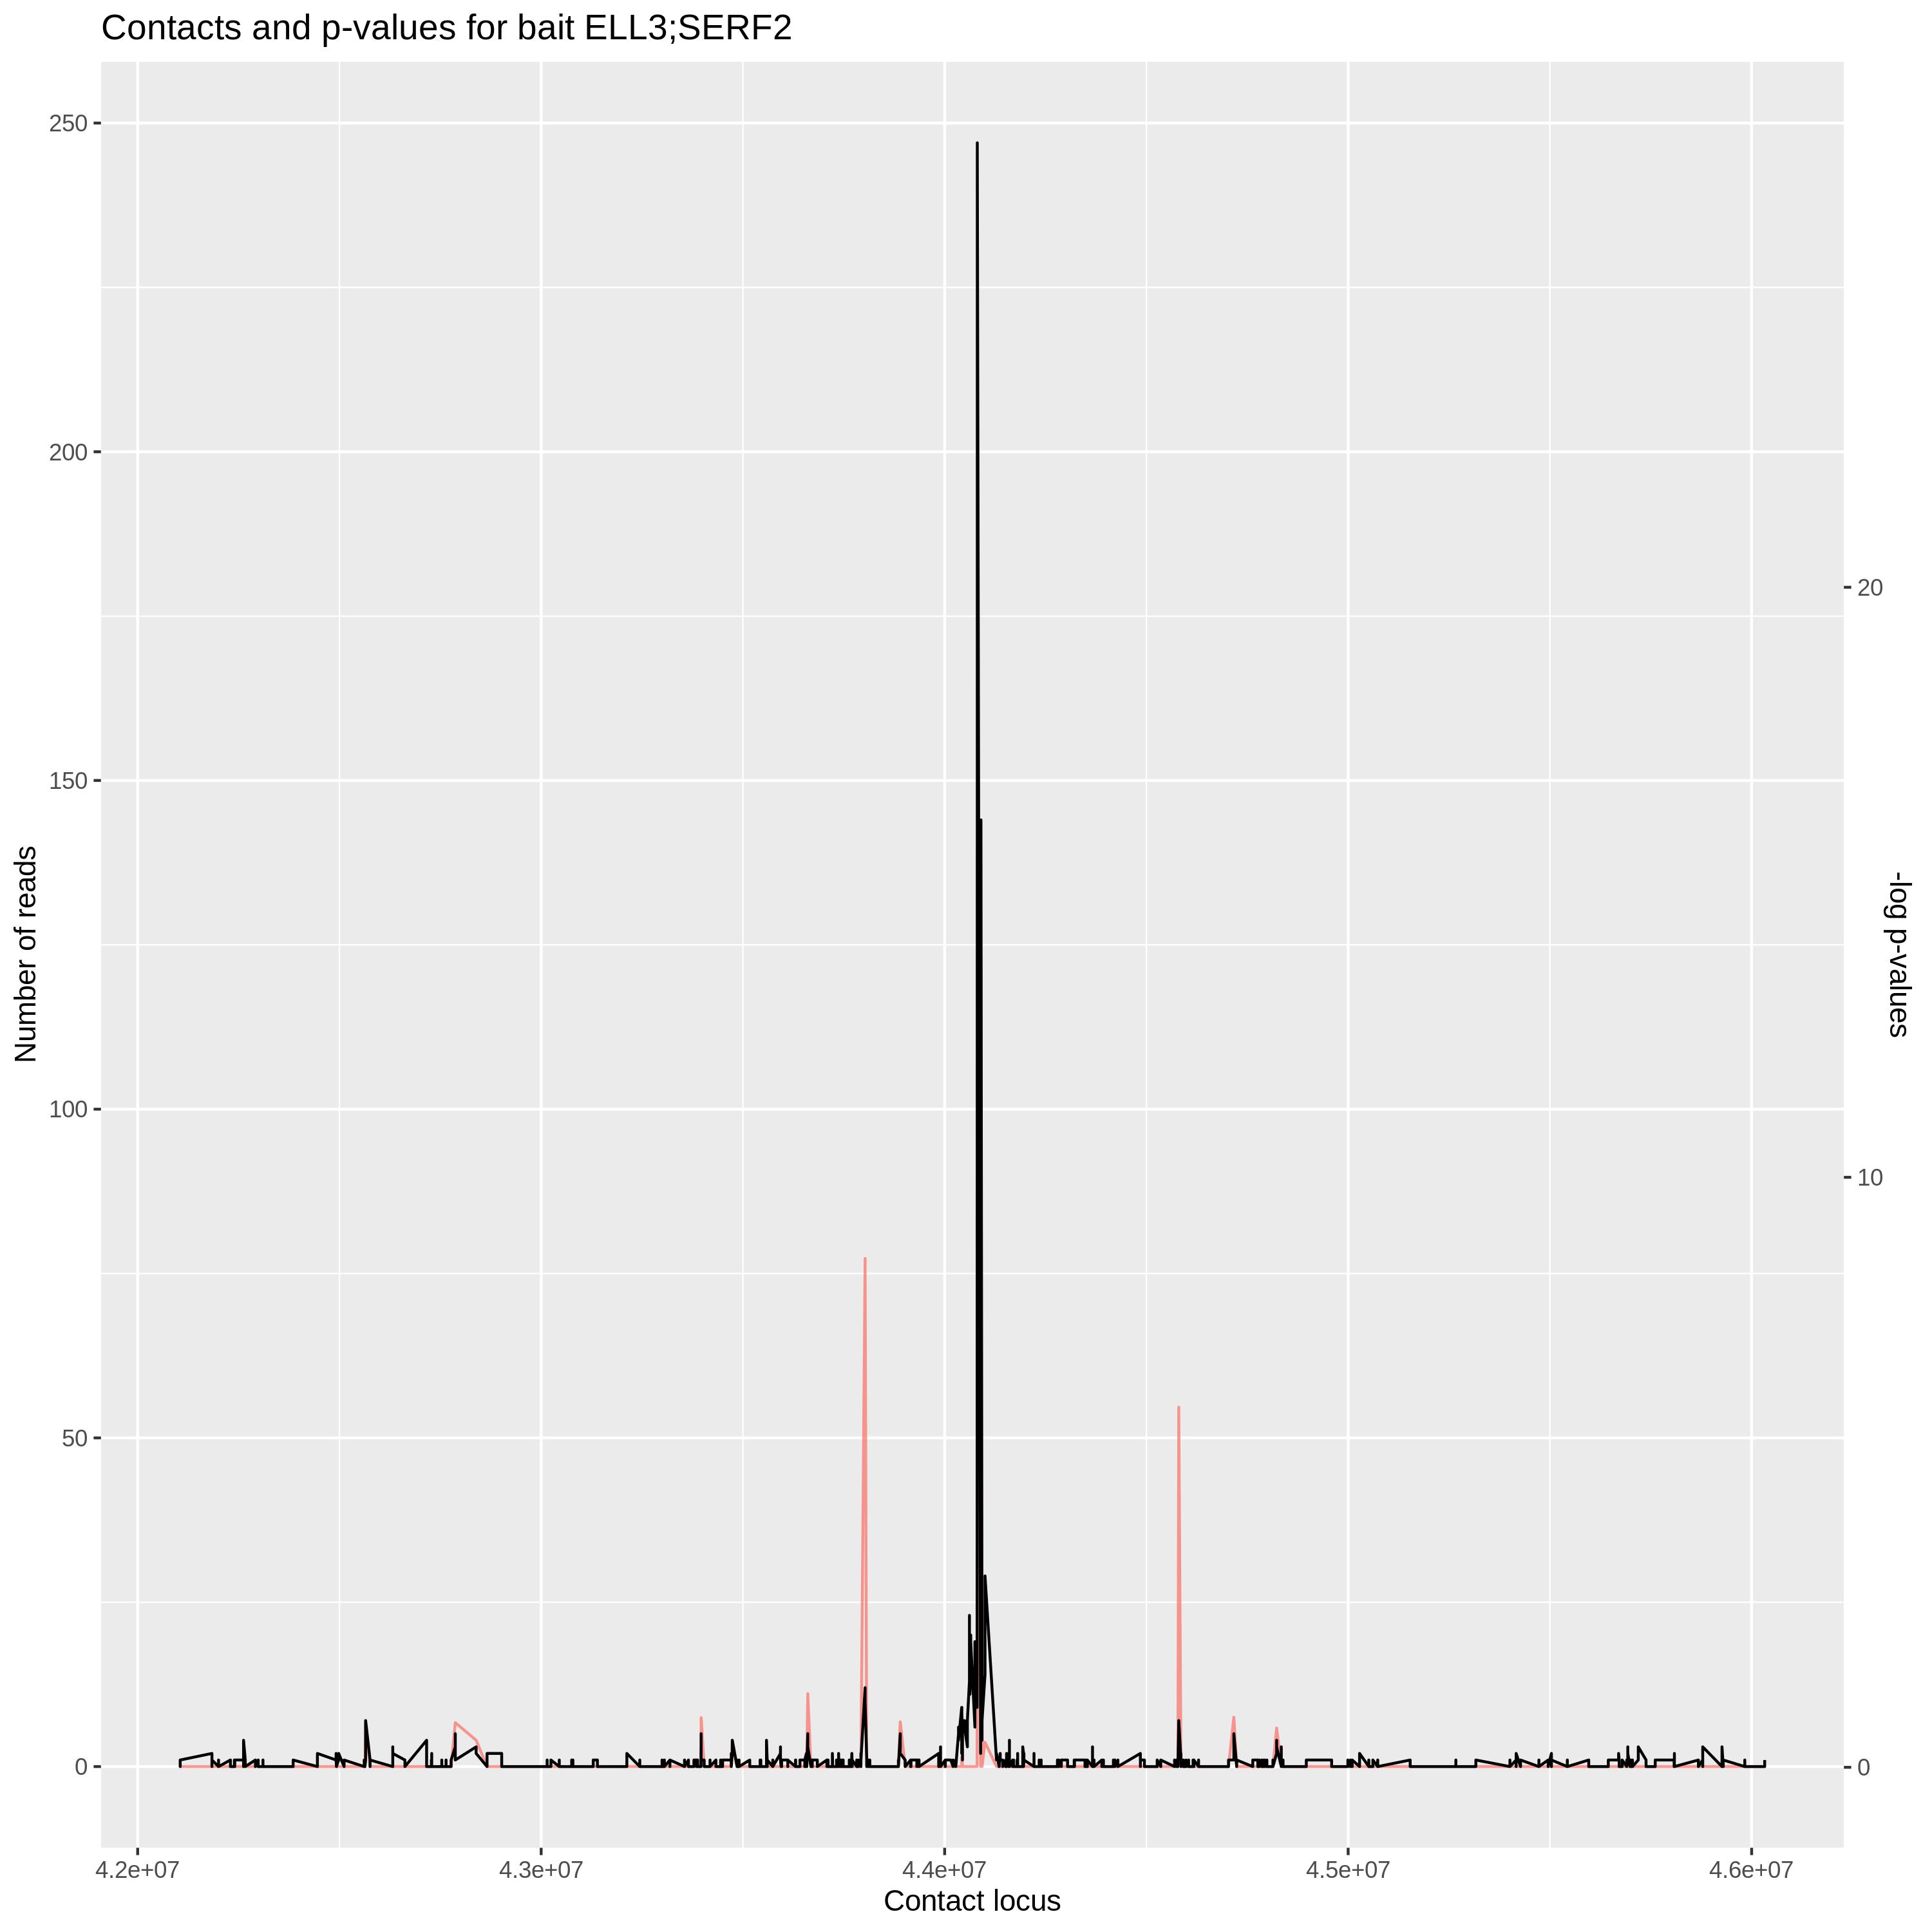 Contacts and p-values for bait ELL3;SERF2
250
200
150
100
50
0
Number of reads
20
10
0
-log p-values
4.2e+07
4.3e+07
4.4e+07
4.5e+07
4.6e+07
Contact locus